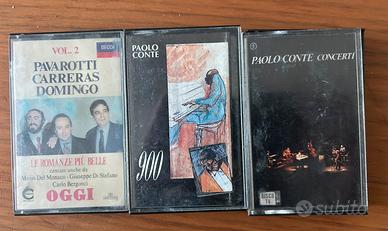 VOL. 2
DECCA
PAVAROTTI
CARRERAS
DOMINGO
LE ROMANZE PIÙ BELLE
cantate anche da
Mario Del Monaco - Giuseppe Di Stefano
Carlo Bergonzi
OGGI
PAOLO
CONTE
900
PAOLO CONTE CONCERTI
DISCO
subito